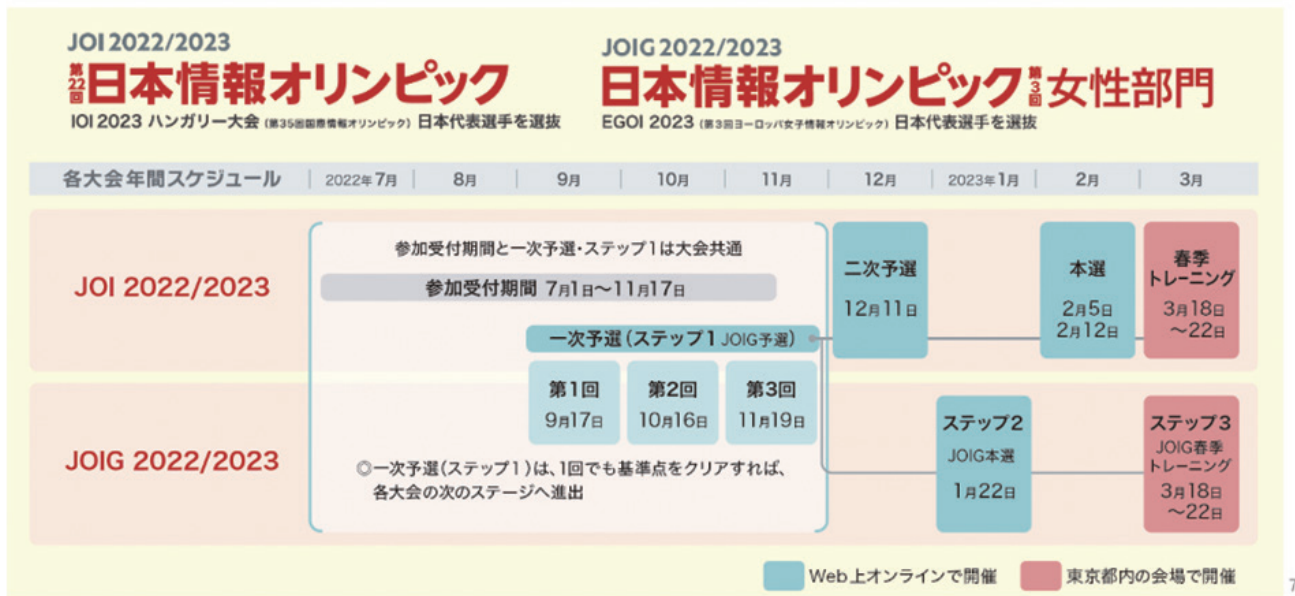 JOI 2022/2023
第22回日本情報オリンピック
IOI 2023 ハンガリー大会（第35回国際情報オリンピック）日本代表選手を選抜
JOIG 2022/2023
日本情報オリンピック第3回女性部門
EGOI 2023（第3回ヨーロッパ女子情報オリンピック）日本代表選手を選抜
各大会年間スケジュール 2022年7月 8月 9月 10月 11月 12月 2023年1月 2月 3月
JOI 2022/2023
参加受付期間と一次予選・ステップ1は大会共通
参加受付期間 7月1日〜11月17日
一次予選（ステップ1 JOIG予選）
二次予選
12月11日
本選
2月5日
2月12日
春季
トレーニング
3月18日
〜22日
JOIG 2022/2023
第1回
9月17日
第2回
10月16日
第3回
11月19日
◎一次予選（ステップ1）は、1回でも基準点をクリアすれば、
各大会の次のステージへ進出
ステップ2
JOIG本選
1月22日
ステップ3
JOIG春季
トレーニング
3月18日
〜22日
Web上オンラインで開催
東京都内の会場で開催
7